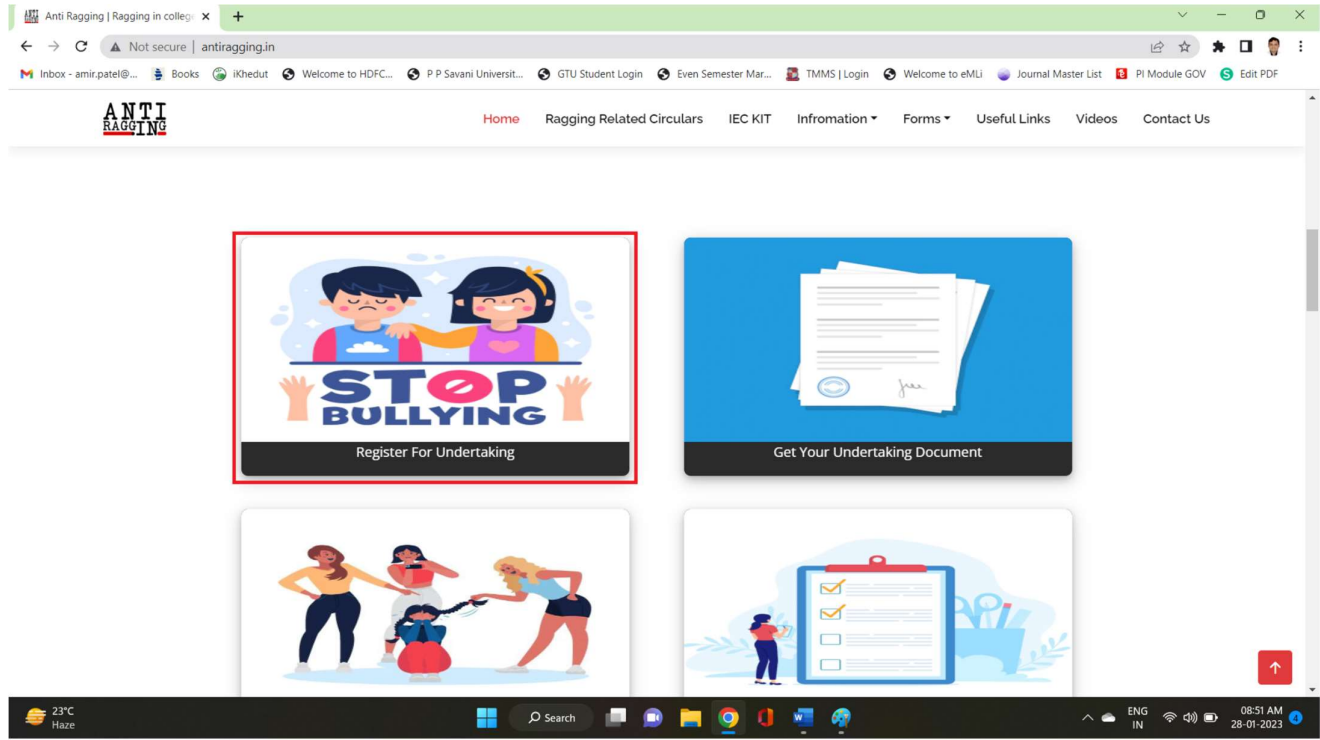 Anti Ragging | Ragging in colleg
Not secure | antiragging.in
Inbox - amir.patel@... Books iKhedut Welcome to HDFC... P P Savani Universit... GTU Student Login Even Semester Mar... TMMS | Login Welcome to eMLi Journal Master List PI Module GOV Edit PDF
ANTI
RAGGING
Home Ragging Related Circulars IEC KIT Infromation Forms Useful Links Videos Contact Us
STOP
BULLYING
Register For Undertaking
Get Your Undertaking Document
23°C
Haze
Search
ENG
IN
08:51 AM
28-01-2023
4